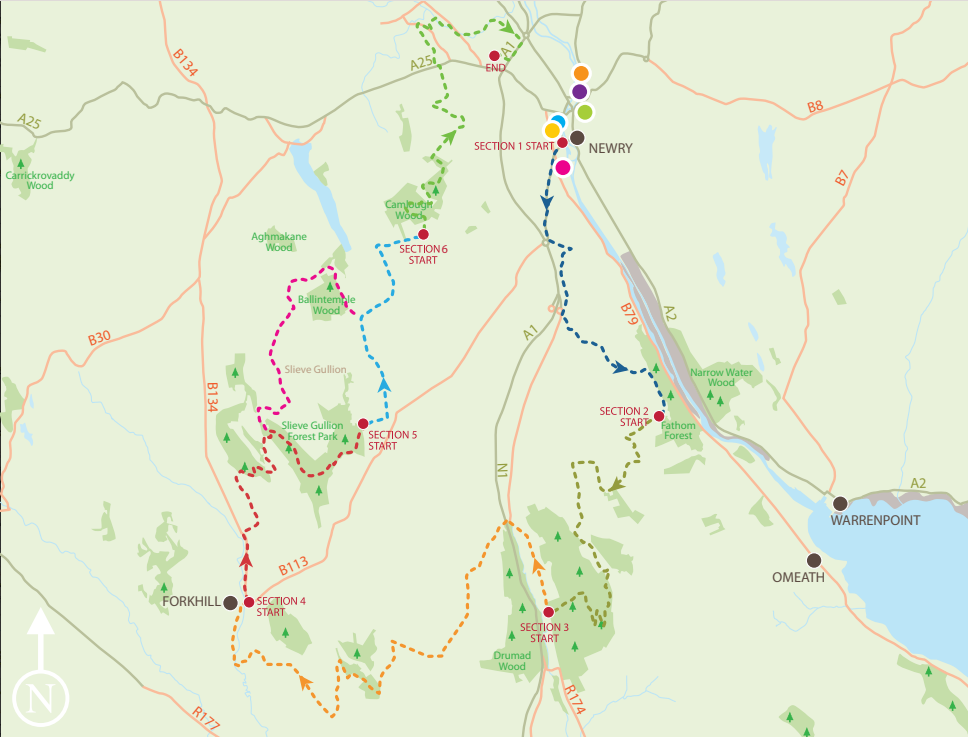 B134
A25
A1
END
B8
A25
SECTION 1 START
NEWRY
B7
Carrickrovaddy
Wood
Camlough
Wood
Aghmakane
Wood
SECTION 6
START
Ballintemple
Wood
B79
A2
B30
A1
Slieve Gullion
Narrow Water
Wood
B134
SECTION 2
START
Slieve Gullion
Forest Park
SECTION 5
START
Fathom
Forest
N1
A2
WARRENPOINT
B113
OMEATH
FORKHILL
SECTION 4
START
SECTION 3
START
Drumad
Wood
N
R177
R174